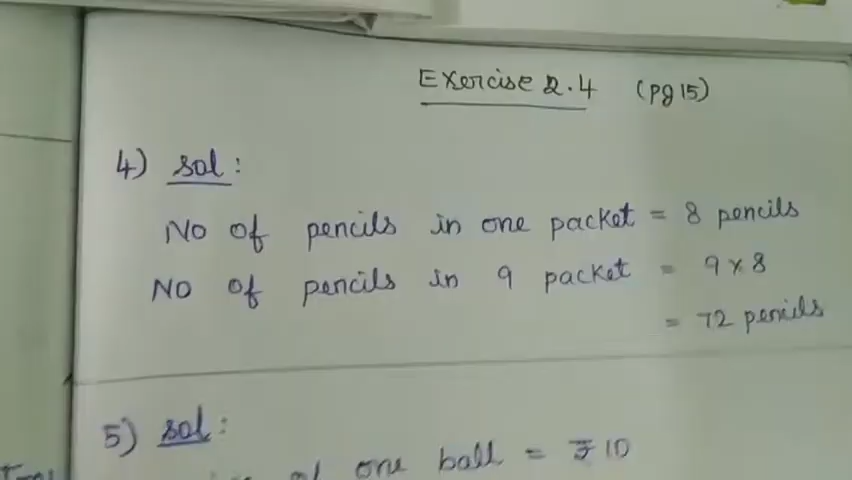 Exercise 2.4 (pg 15)
4) sol:
No of pencils in one packet = 8 pencils
No of pencils in 9 packet = 9 x 8
= 72 pencils
5) sol:
of one ball = ₹ 10